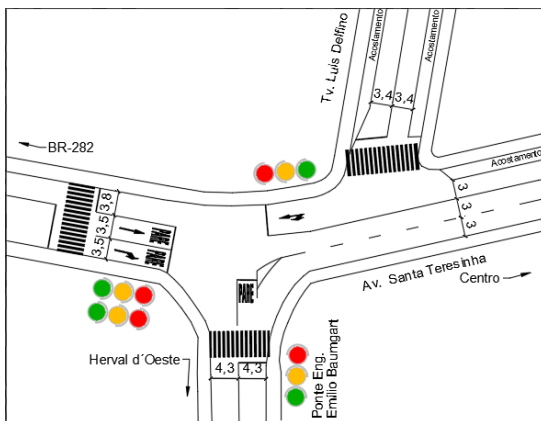 Tv. Luis Delfino
Acostamento
Acostamento
3,4
3,4
BR-282
Acostamento
3,8
3,5
3,5
PARE
PARE
3
3
3
Av. Santa Teresinha
Centro
PARE
Herval d´Oeste
4,3
4,3
Ponte Eng.
Emílio Baumgart